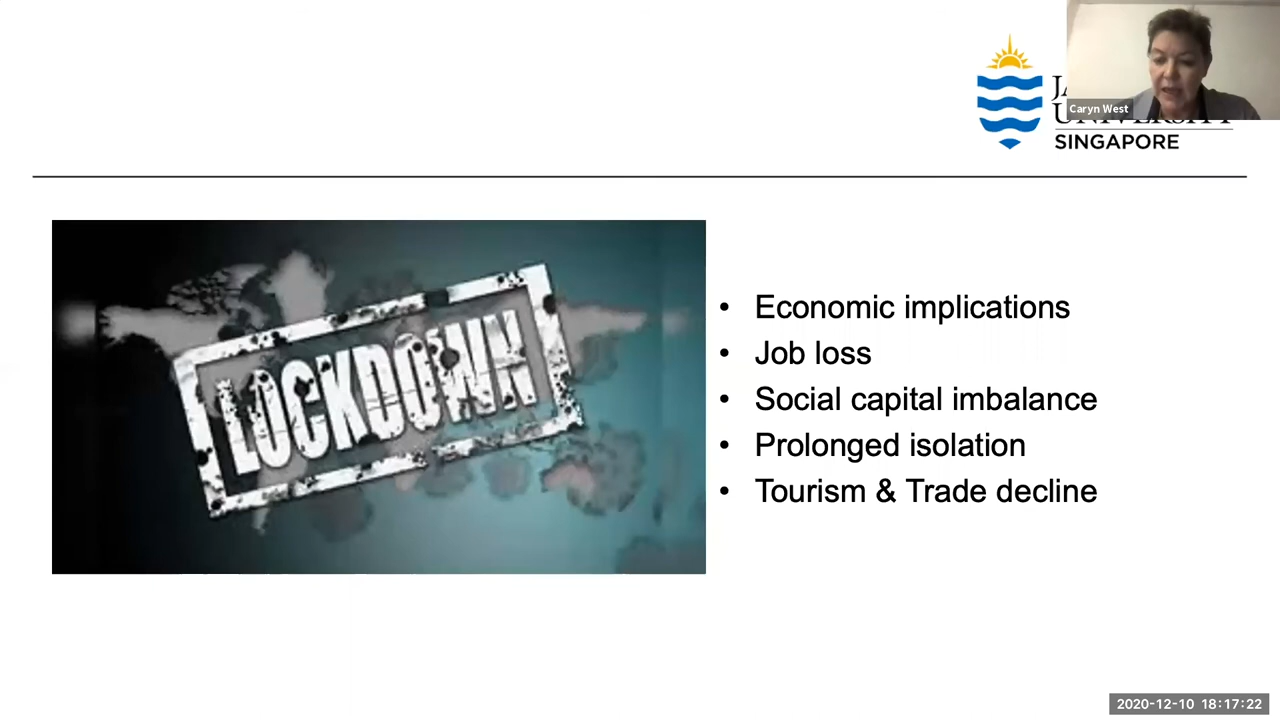 Caryn West
SINGAPORE
LOCKDOWN
• Economic implications
• Job loss
• Social capital imbalance
• Prolonged isolation
• Tourism & Trade decline
2020-12-10 18:17:22